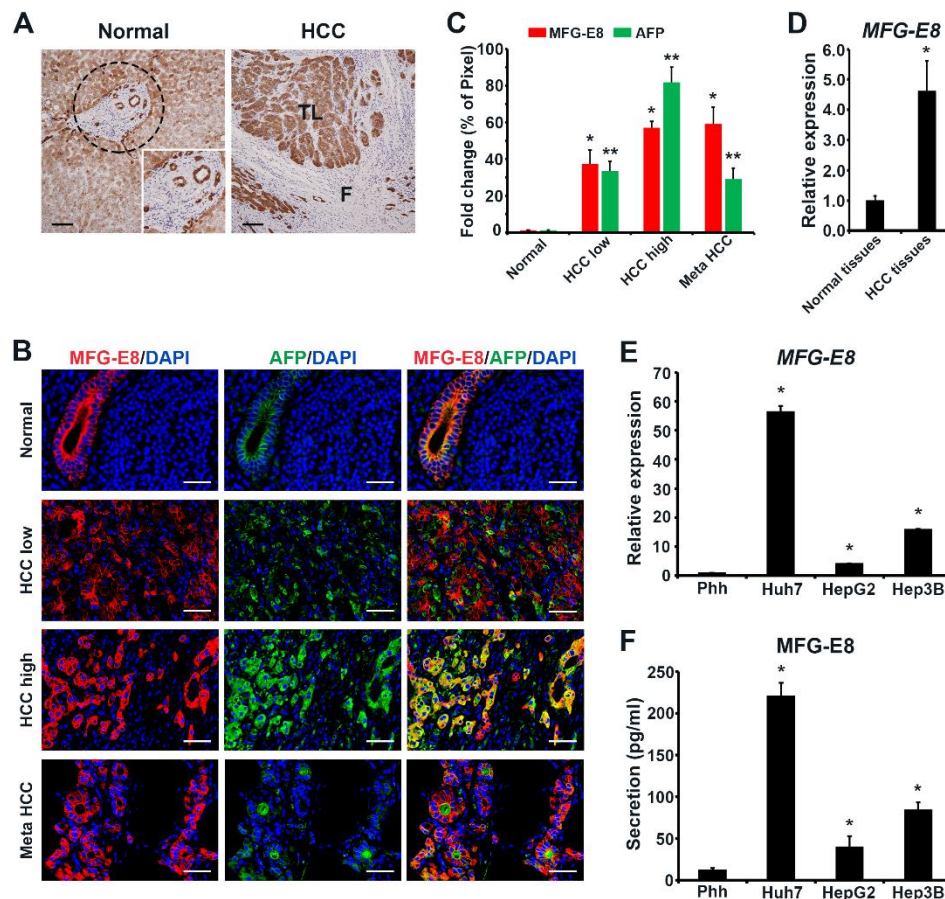 A
Normal
HCC
TL
F
B
MFG-E8/DAPI
AFP/DAPI
MFG-E8/AFP/DAPI
Normal
HCC low
HCC high
Meta HCC
C
MFG-E8
AFP
Fold change (% of Pixel)
100
80
60
40
20
0
* ** * ** * **
Normal
HCC low
HCC high
Meta HCC
D
MFG-E8
Relative expression
6.0
5.0
4.0
3.0
2.0
1.0
0.0
*
Normal tissues
HCC tissues
E
MFG-E8
Relative expression
70
60
50
40
30
20
10
0
* * *
Phh Huh7 HepG2 Hep3B
F
MFG-E8
Secretion (pg/ml)
250
200
150
100
50
0
* * *
Phh Huh7 HepG2 Hep3B